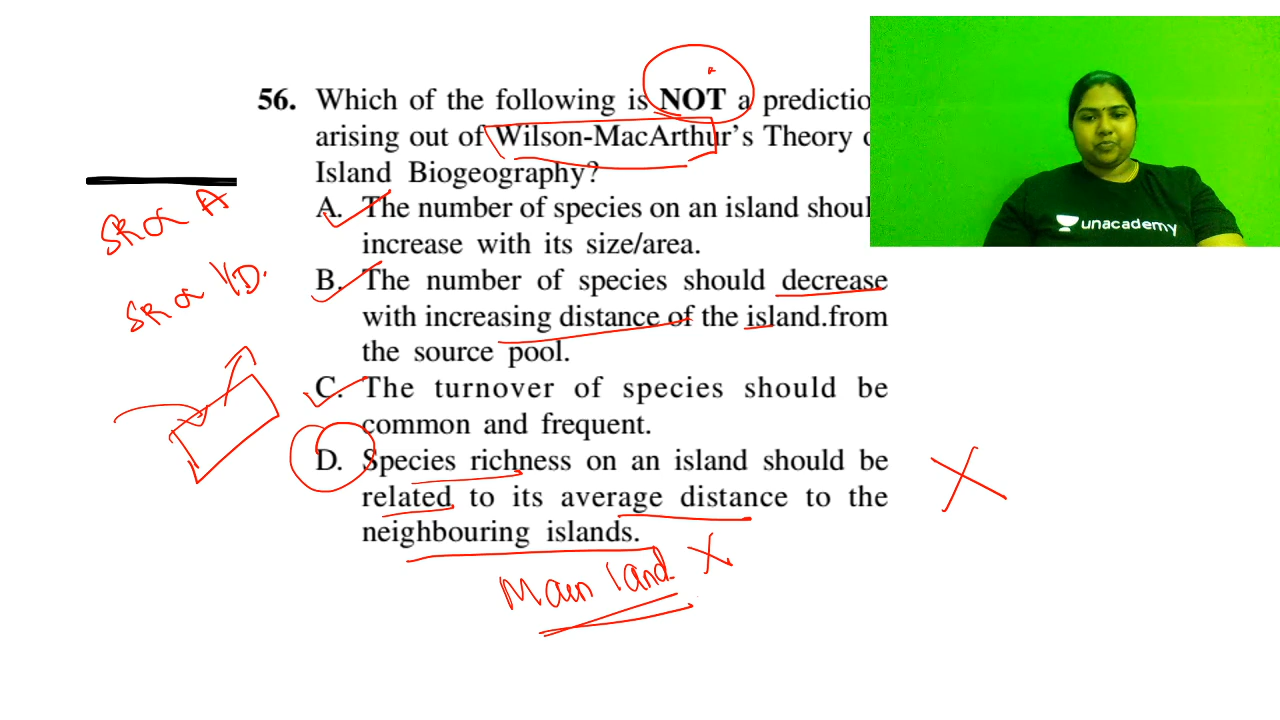 56. Which of the following is NOT a predictio
arising out of Wilson-MacArthur's Theory o
Island Biogeography?
A. The number of species on an island shoul
increase with its size/area.
B. The number of species should decrease
with increasing distance of the island.from
the source pool.
C. The turnover of species should be
common and frequent.
D. Species richness on an island should be
related to its average distance to the
neighbouring islands.
SR ∝ A
SR ∝ 1/D.
Main land X
X
unacademy